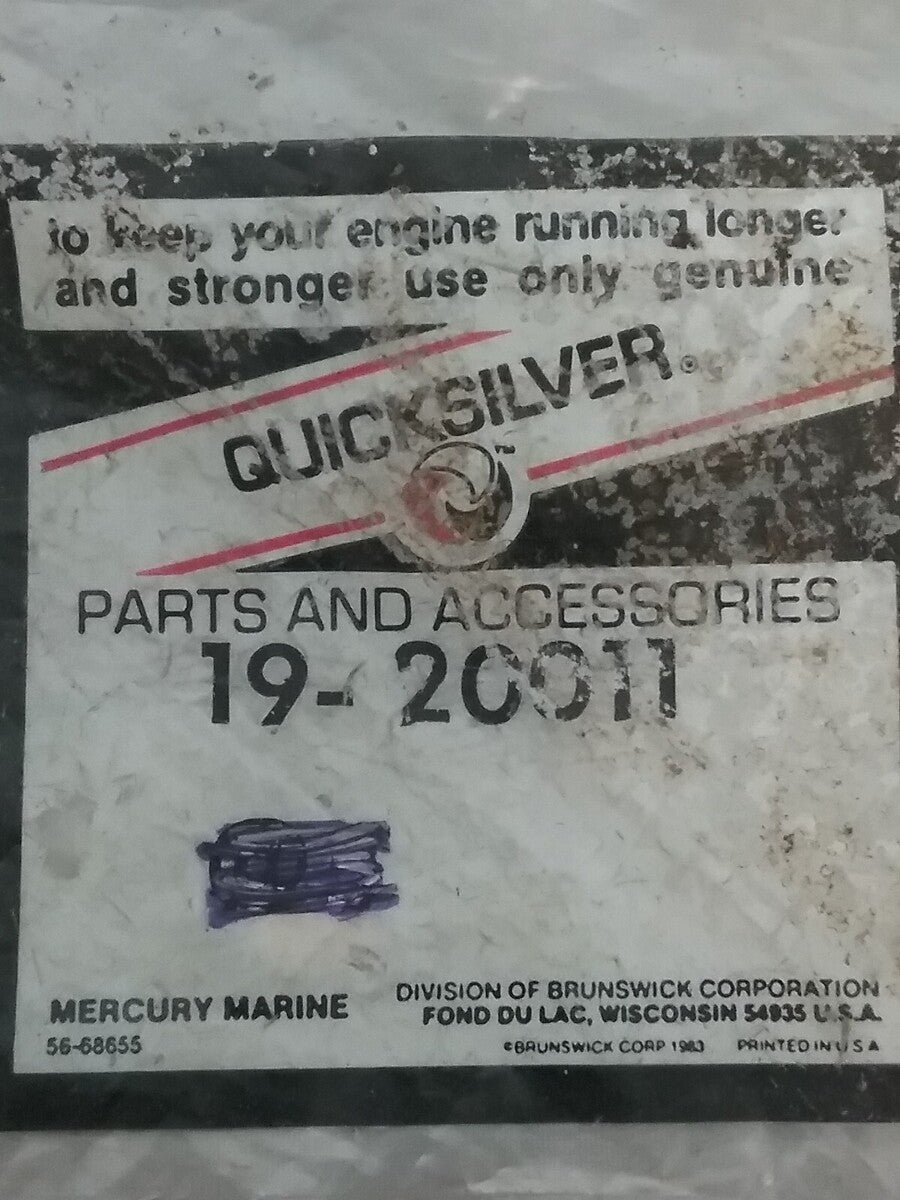 to keep your engine running longer
and stronger use only genuine
QUICKSILVER®
™
PARTS AND ACCESSORIES
19-20011
MERCURY MARINE
56-68655
DIVISION OF BRUNSWICK CORPORATION
FOND DU LAC, WISCONSIN 54935 U.S.A.
©BRUNSWICK CORP 1983 PRINTED IN U S A